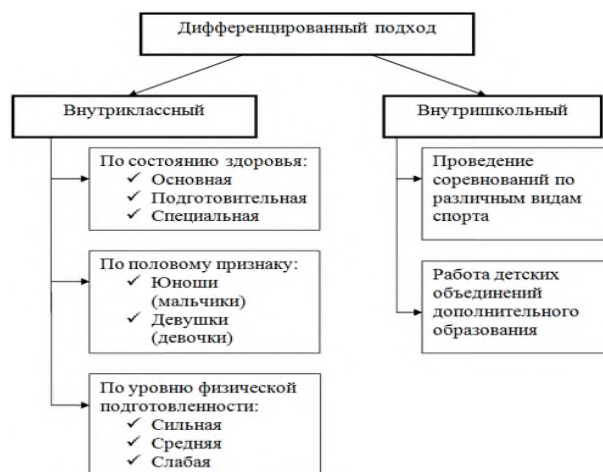 Дифференцированный подход
Внутриклассный
Внутришкольный
По состоянию здоровья:
✓ Основная
✓ Подготовительная
✓ Специальная
По половому признаку:
✓ Юноши
(мальчики)
✓ Девушки
(девочки)
По уровню физической
подготовленности:
✓ Сильная
✓ Средняя
✓ Слабая
Проведение
соревнований по
различным видам
спорта
Работа детских
объединений
дополнительного
образования